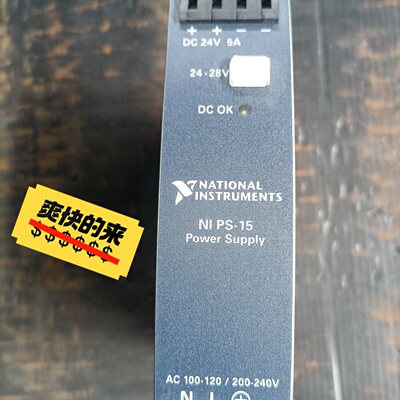 + + − −
DC 24V 5A
24-28V
DC OK
NATIONAL
INSTRUMENTS
NI PS-15
Power Supply
爽快的来
$$$$$$
AC 100-120 / 200-240V
N L